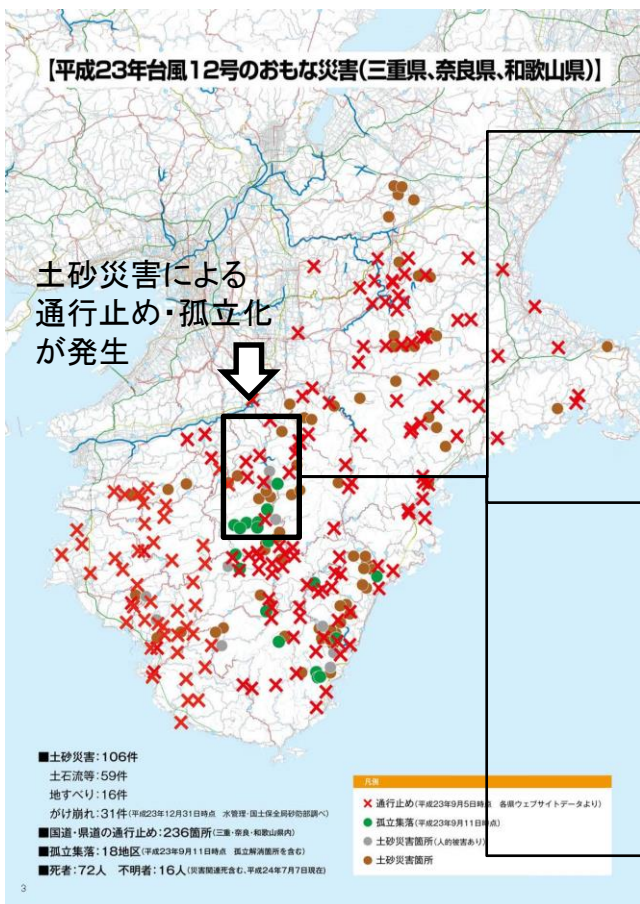 【平成23年台風12号のおもな災害(三重県、奈良県、和歌山県)】
土砂災害による
通行止め・孤立化
が発生
■土砂災害：106件
土石流等：59件
地すべり：16件
がけ崩れ：31件(平成23年12月31日時点　水管理・国土保全局砂防部調べ)
■国道・県道の通行止め：236箇所(三重・奈良・和歌山県内)
■孤立集落：18地区(平成23年9月11日時点　孤立解消箇所を含む)
■死者：72人　不明者：16人(災害関連死含む、平成24年7月7日現在)
凡例
通行止め(平成23年9月5日時点　各県ウェブサイトデータより)
孤立集落(平成23年9月11日時点)
土砂災害箇所(人的被害あり)
土砂災害箇所
3